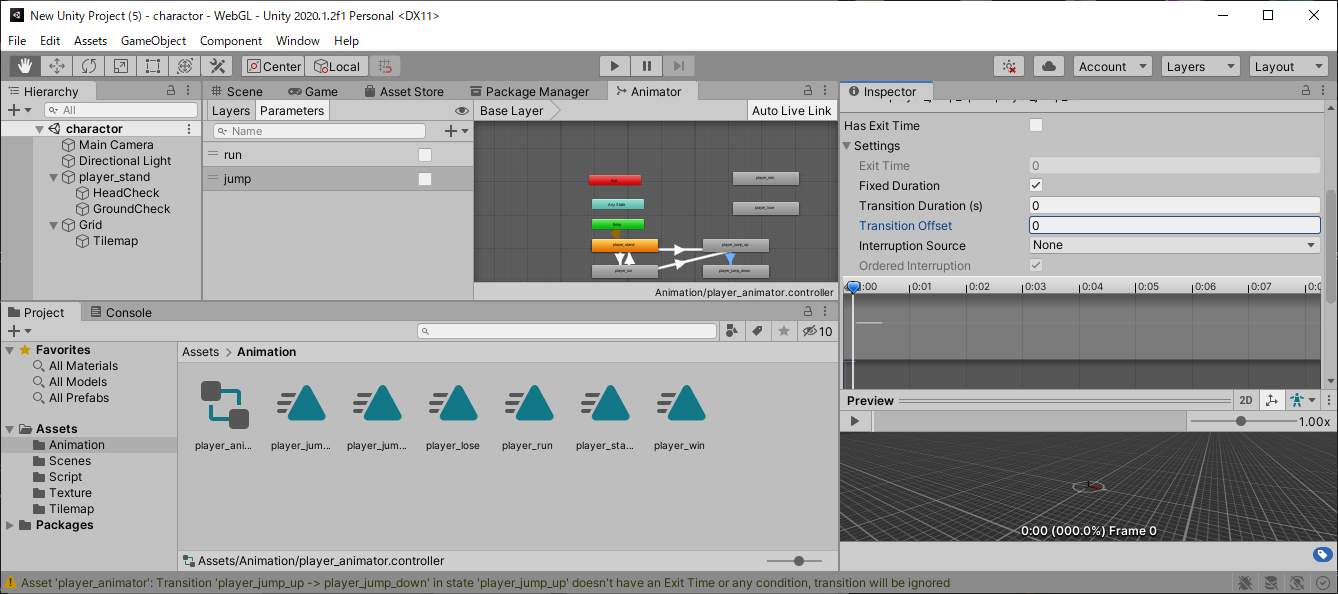 New Unity Project (5) - charactor - WebGL - Unity 2020.1.2f1 Personal <DX11>
File Edit Assets GameObject Component Window Help
Center Local Account Layers Layout
Hierarchy
All
charactor
Main Camera
Directional Light
player_stand
HeadCheck
GroundCheck
Grid
Tilemap
Scene Game Asset Store Package Manager Animator
Layers Parameters
Base Layer
Auto Live Link
Name
run
jump
Any State
player_win
player_lose
player_stand
player_jump_up
player_run
player_jump_down
Animation/player_animator.controller
Inspector
Has Exit Time
Settings
Exit Time 0
Fixed Duration
Transition Duration (s) 0
Transition Offset 0
Interruption Source None
Ordered Interruption
:00 0:01 0:02 0:03 0:04 0:05 0:06 0:07
Preview 2D
1.00x
0:00 (000.0%) Frame 0
Project Console
10
Favorites
All Materials
All Models
All Prefabs
Assets
Animation
Scenes
Script
Texture
Tilemap
Packages
Assets > Animation
player_ani... player_jum... player_jum... player_lose player_run player_sta... player_win
Assets/Animation/player_animator.controller
Asset 'player_animator': Transition 'player_jump_up -> player_jump_down' in state 'player_jump_up' doesn't have an Exit Time or any condition, transition will be ignored